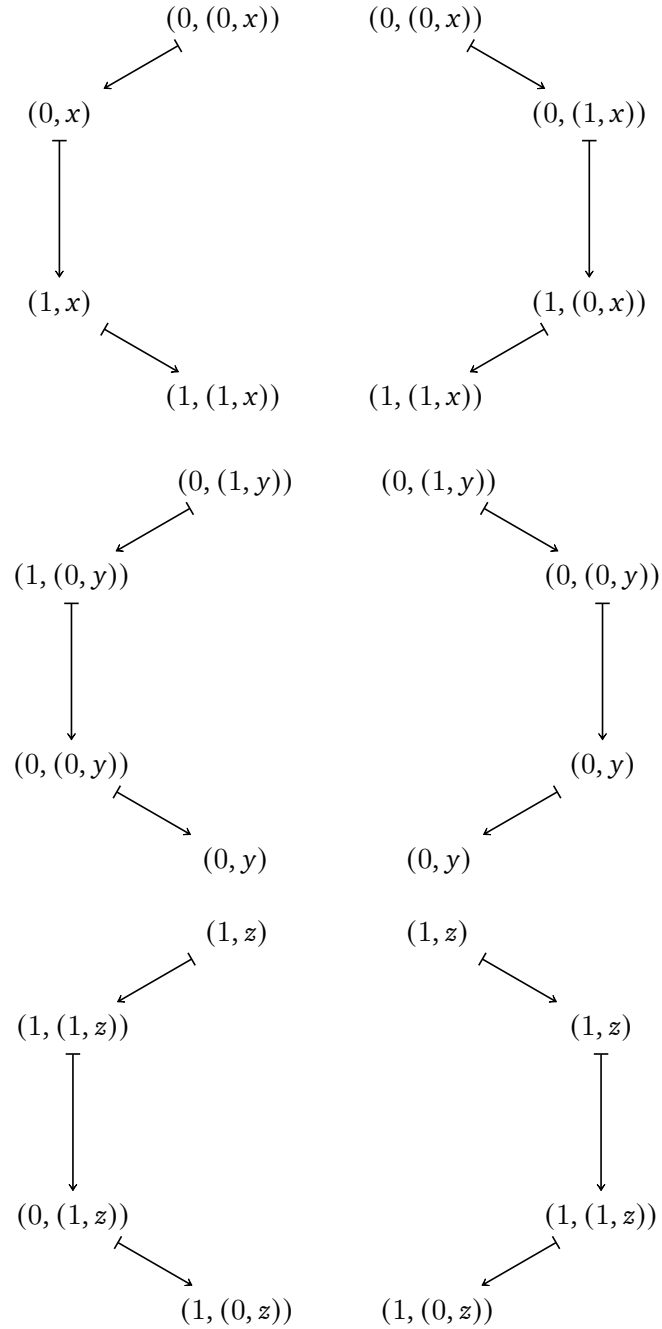 (0, (0, x)) (0, (0, x))
(0, x) (0, (1, x))
(1, x) (1, (0, x))
(1, (1, x)) (1, (1, x))
(0, (1, y)) (0, (1, y))
(1, (0, y)) (0, (0, y))
(0, (0, y)) (0, y)
(0, y) (0, y)
(1, z) (1, z)
(1, (1, z)) (1, z)
(0, (1, z)) (1, (1, z))
(1, (0, z)) (1, (0, z))